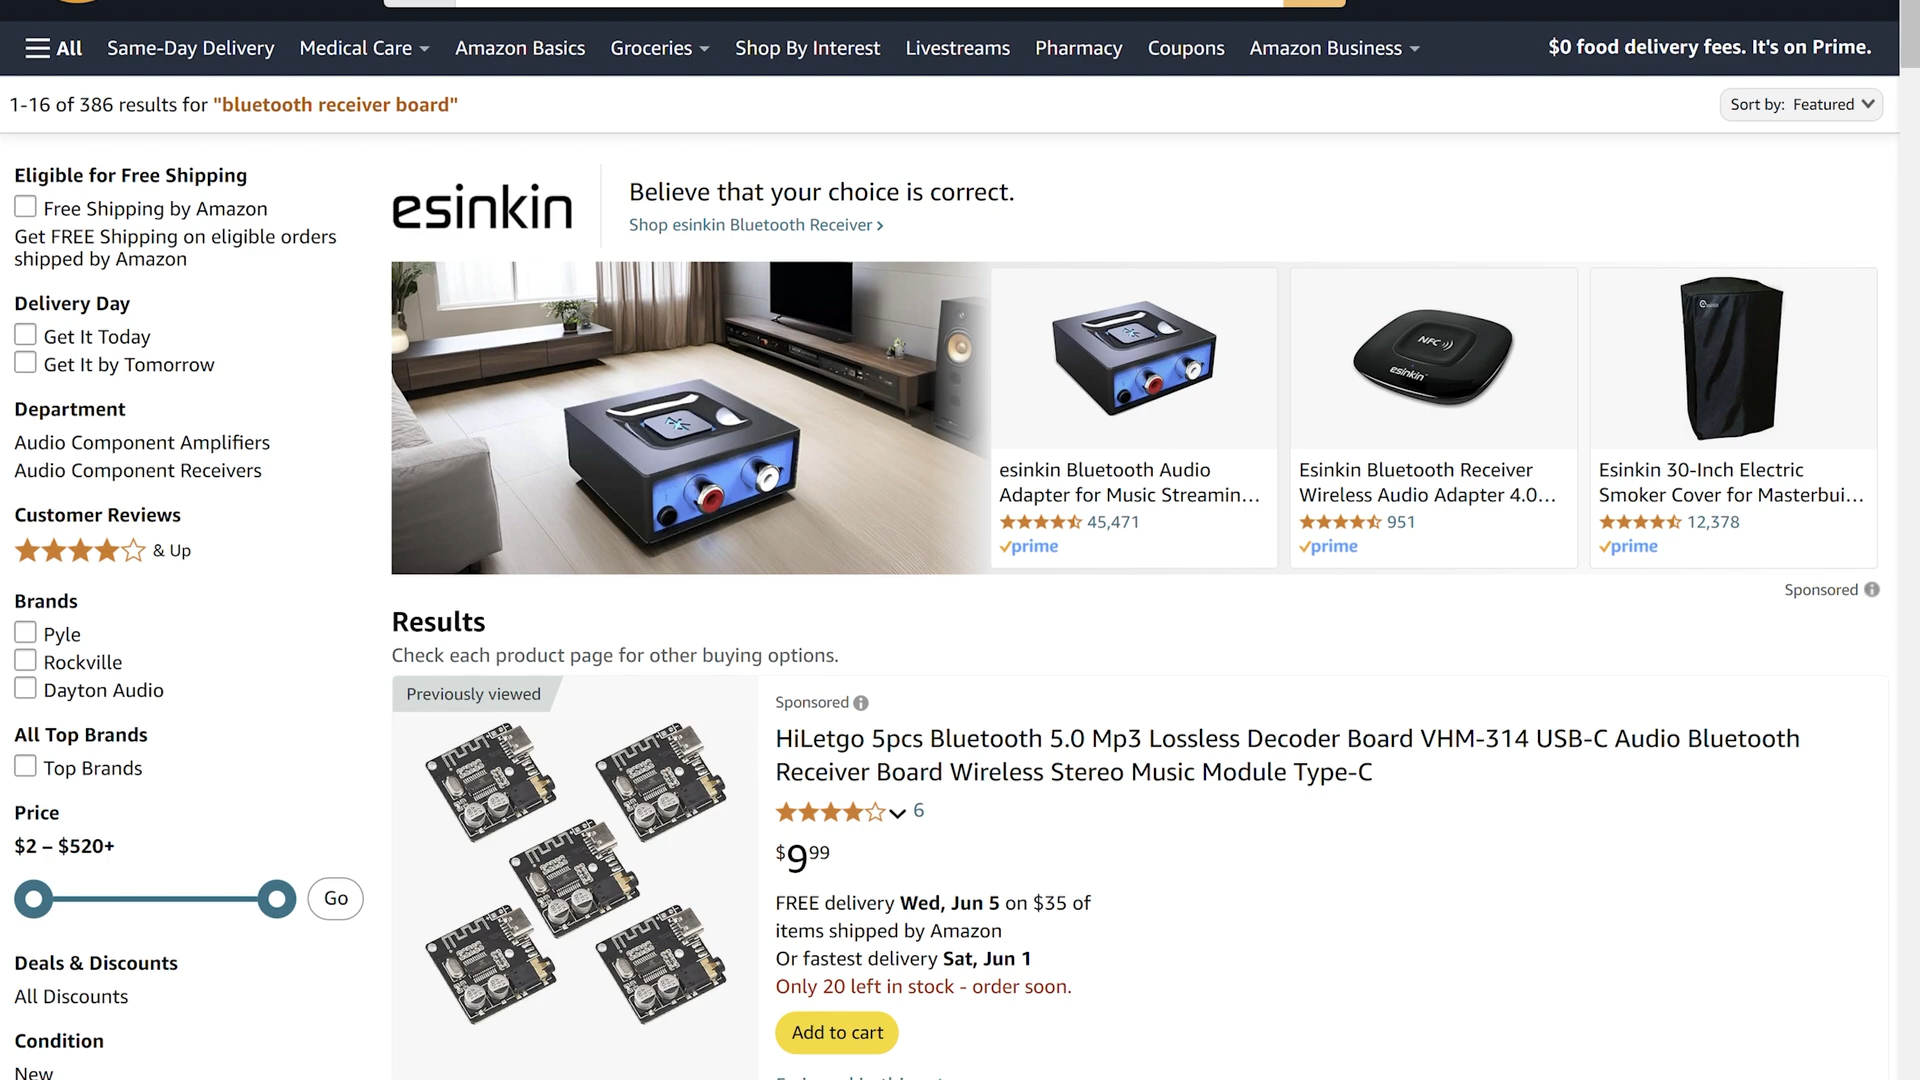 All Same-Day Delivery Medical Care Amazon Basics Groceries Shop By Interest Livestreams Pharmacy Coupons Amazon Business $0 food delivery fees. It's on Prime.
1-16 of 386 results for "bluetooth receiver board"
Sort by: Featured
Eligible for Free Shipping
Free Shipping by Amazon
Get FREE Shipping on eligible orders
shipped by Amazon
Delivery Day
Get It Today
Get It by Tomorrow
Department
Audio Component Amplifiers
Audio Component Receivers
Customer Reviews
& Up
Brands
Pyle
Rockville
Dayton Audio
All Top Brands
Top Brands
Price
$2 – $520+
Go
Deals & Discounts
All Discounts
Condition
New
esinkin
Believe that your choice is correct.
Shop esinkin Bluetooth Receiver ›
NFC
esinkin
esinkin Bluetooth Audio
Adapter for Music Streamin...
45,471
prime
Esinkin Bluetooth Receiver
Wireless Audio Adapter 4.0...
951
prime
Esinkin 30-Inch Electric
Smoker Cover for Masterbui...
12,378
prime
Sponsored
Results
Check each product page for other buying options.
Previously viewed
Sponsored
HiLetgo 5pcs Bluetooth 5.0 Mp3 Lossless Decoder Board VHM-314 USB-C Audio Bluetooth
Receiver Board Wireless Stereo Music Module Type-C
6
$9 99
FREE delivery Wed, Jun 5 on $35 of
items shipped by Amazon
Or fastest delivery Sat, Jun 1
Only 20 left in stock - order soon.
Add to cart